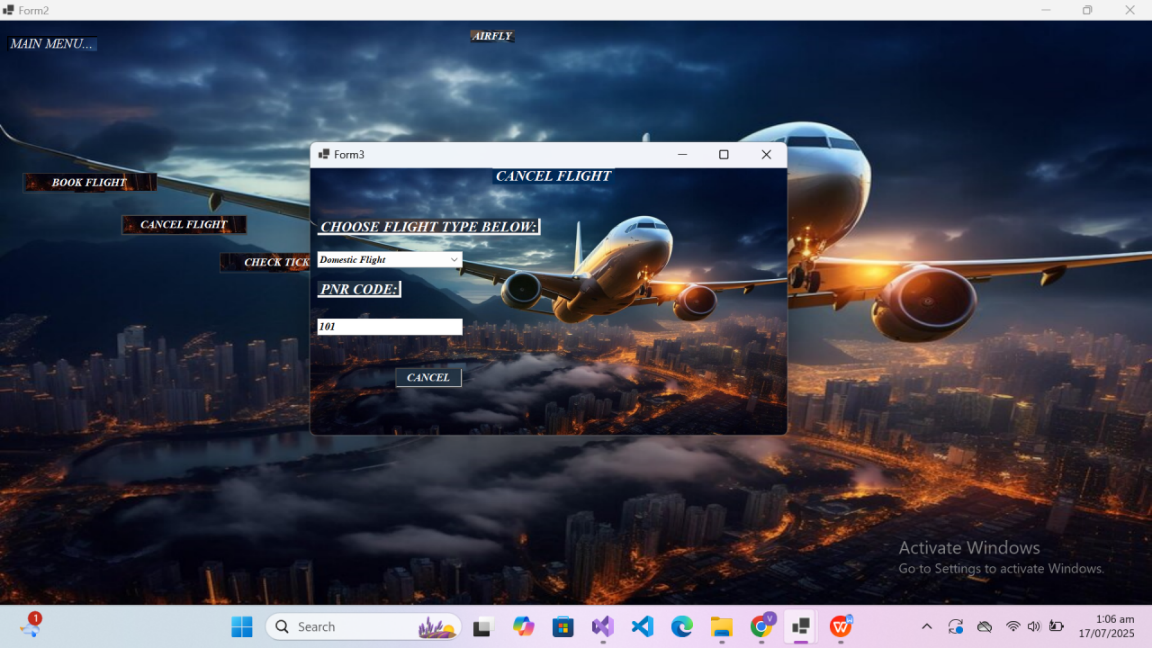 Form2
AIRFLY
MAIN MENU...
Form3
CANCEL FLIGHT
CHOOSE FLIGHT TYPE BELOW:
Domestic Flight
PNR CODE:
101
CANCEL
BOOK FLIGHT
CANCEL FLIGHT
CHECK TICK
Activate Windows
Go to Settings to activate Windows.
1
Search
V
W
1:06 am
17/07/2025